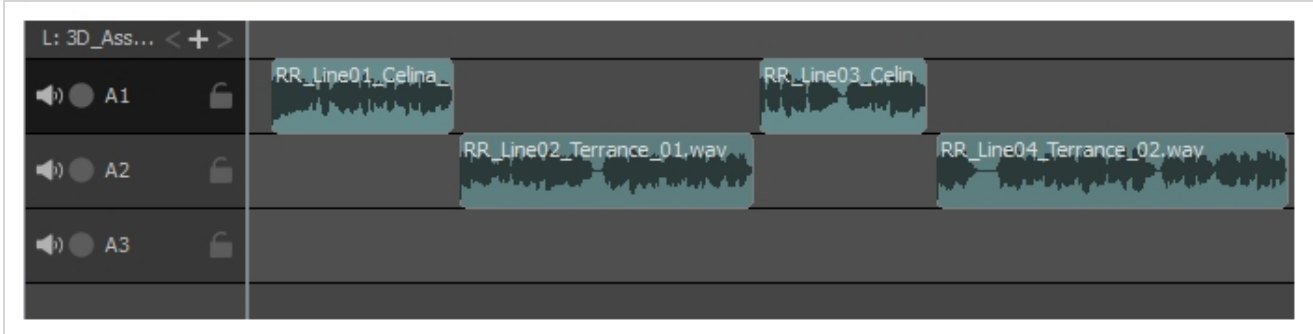 L: 3D_Ass... < + >
A1
RR_Line01_Celina_
RR_Line03_Celin
A2
RR_Line02_Terrance_01.wav
RR_Line04_Terrance_02.wav
A3